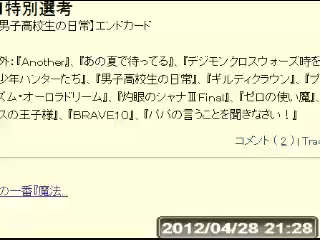 特別選考
男子高校生の日常】エンドカード
外：『Another』、『あの夏で待ってる』、『デジモンクロスウォーズ時を
少年ハンターたち』、『男子高校生の日常』、『ギルティクラウン』、『プ
ズム・オーロラドリーム』、『灼眼のシャナⅢFinal』、『ゼロの使い魔』、
スの王子様』、『BRAVE10』、『パパの言うことを聞きなさい！』
コメント ( 2 ) | Trac
の一番『魔法
2012/04/28 21:28